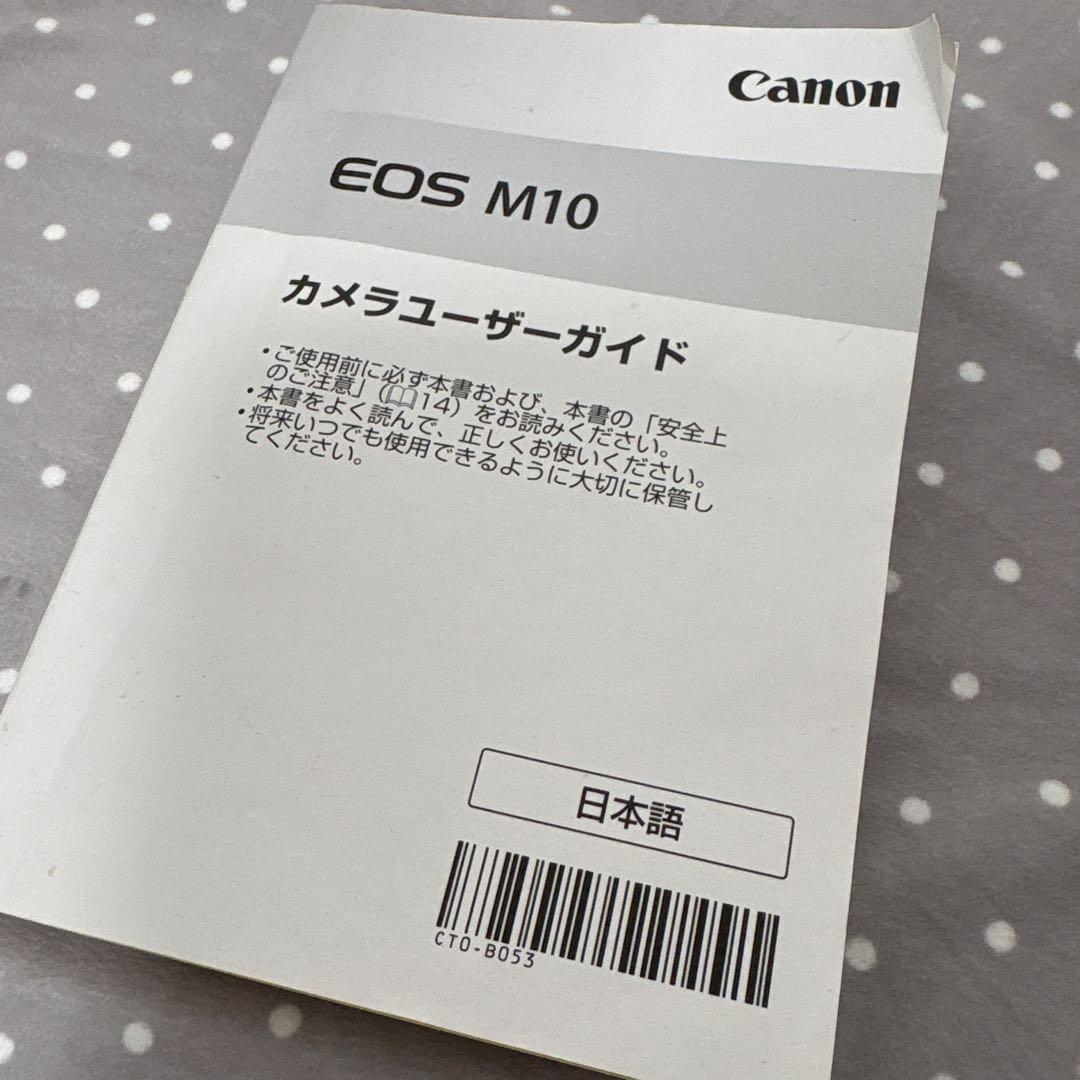 Canon
EOS M10
カメラユーザーガイド
・ご使用前に必ず本書および、本書の「安全上
のご注意」（📖14）をお読みください。
・本書をよく読んで、正しくお使いください。
・将来いつでも使用できるように大切に保管し
てください。
日本語
CT0-B053